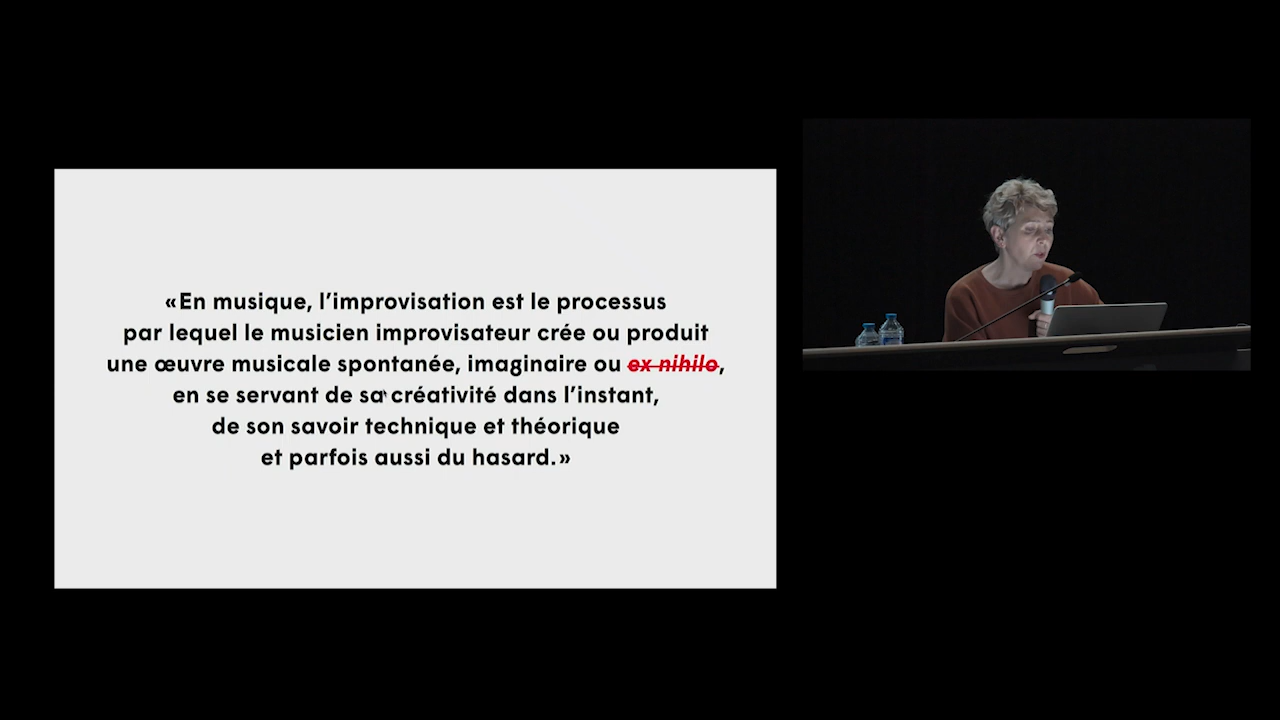 «En musique, l’improvisation est le processus
par lequel le musicien improvisateur crée ou produit
une œuvre musicale spontanée, imaginaire ou ex nihilo,
en se servant de sa créativité dans l’instant,
de son savoir technique et théorique
et parfois aussi du hasard.»